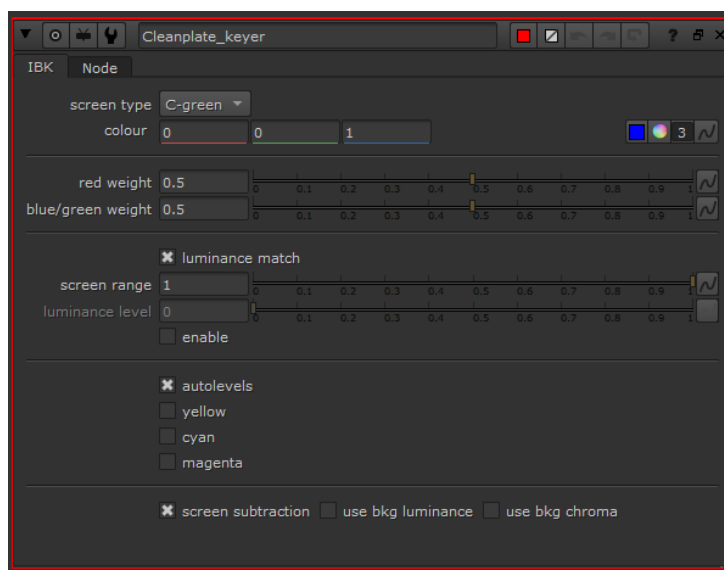 Cleanplate_keyer ?
IBK Node
screen type C-green
colour 0 0 1 3
red weight 0.5 0 0.1 0.2 0.3 0.4 0.5 0.6 0.7 0.8 0.9 1
blue/green weight 0.5 0 0.1 0.2 0.3 0.4 0.5 0.6 0.7 0.8 0.9 1
luminance match
screen range 1 0 0.1 0.2 0.3 0.4 0.5 0.6 0.7 0.8 0.9 1
luminance level 0 0 0.1 0.2 0.3 0.4 0.5 0.6 0.7 0.8 0.9 1
enable
autolevels
yellow
cyan
magenta
screen subtraction use bkg luminance use bkg chroma